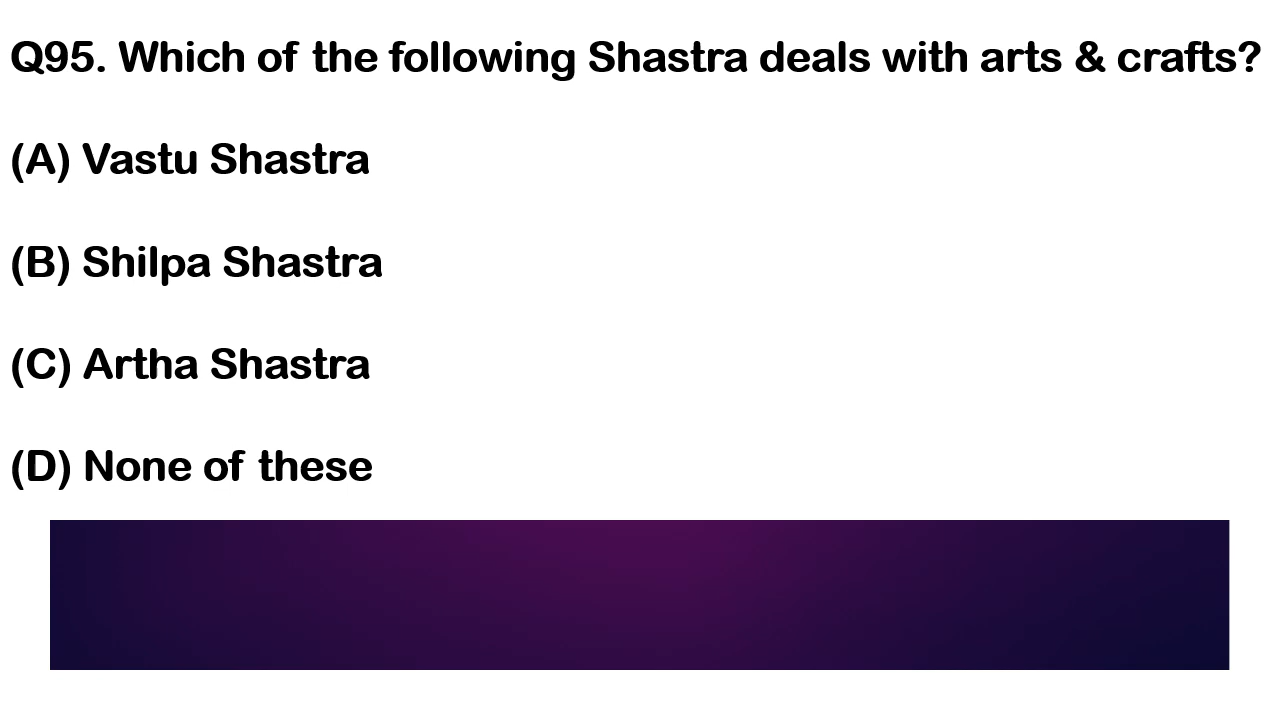 Q95. Which of the following Shastra deals with arts & crafts?
(A) Vastu Shastra
(B) Shilpa Shastra
(C) Artha Shastra
(D) None of these